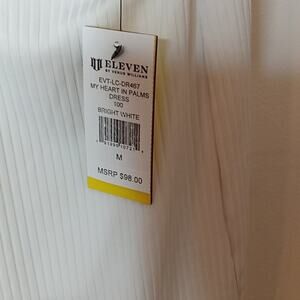 ELEVEN
BY VENUS WILLIAMS
EVT-LC-DR467
MY HEART IN PALMS
DRESS
100
BRIGHT WHITE
M
MSRP $98.00